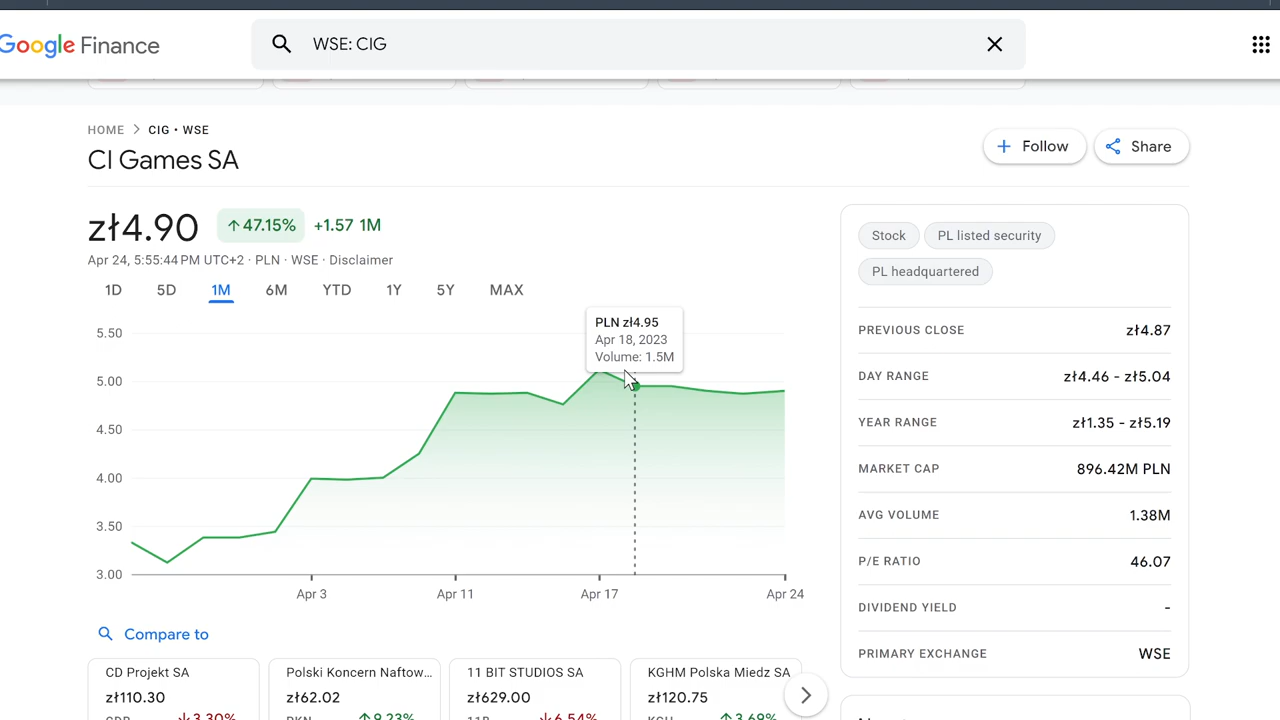 Google Finance
WSE: CIG
HOME > CIG • WSE
CI Games SA
Follow
Share
zł4.90
↑ 47.15%
+1.57 1M
Apr 24, 5:55:44 PM UTC+2 · PLN · WSE · Disclaimer
1D 5D 1M 6M YTD 1Y 5Y MAX
5.50
5.00
4.50
4.00
3.50
3.00
PLN zł4.95
Apr 18, 2023
Volume: 1.5M
Apr 3 Apr 11 Apr 17 Apr 24
Stock
PL listed security
PL headquartered
PREVIOUS CLOSE zł4.87
DAY RANGE zł4.46 - zł5.04
YEAR RANGE zł1.35 - zł5.19
MARKET CAP 896.42M PLN
AVG VOLUME 1.38M
P/E RATIO 46.07
DIVIDEND YIELD -
PRIMARY EXCHANGE WSE
Compare to
CD Projekt SA
zł110.30
CDR ↓3.30%
Polski Koncern Naftow...
zł62.02
PKN ↑9.23%
11 BIT STUDIOS SA
zł629.00
11B ↓6.54%
KGHM Polska Miedz SA
zł120.75
KGH ↑3.69%